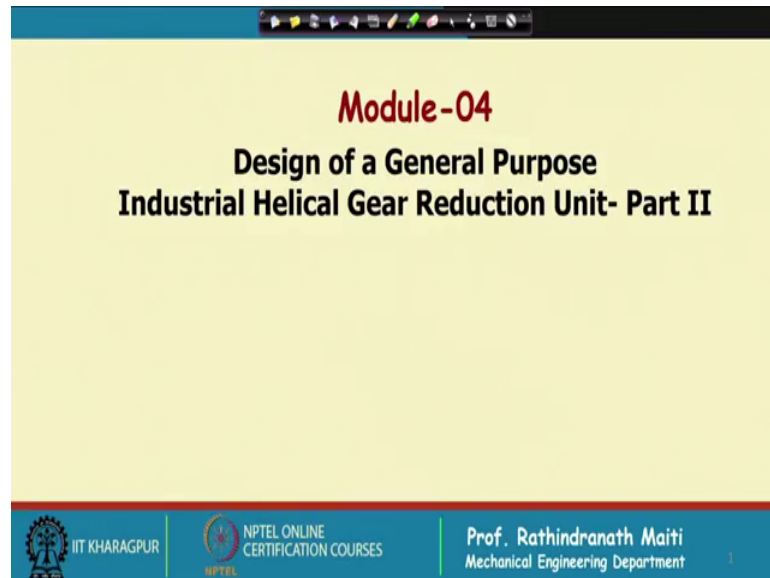 Module-04
Design of a General Purpose
Industrial Helical Gear Reduction Unit- Part II
IIT KHARAGPUR
NPTEL
NPTEL ONLINE
CERTIFICATION COURSES
Prof. Rathindranath Maiti
Mechanical Engineering Department
1